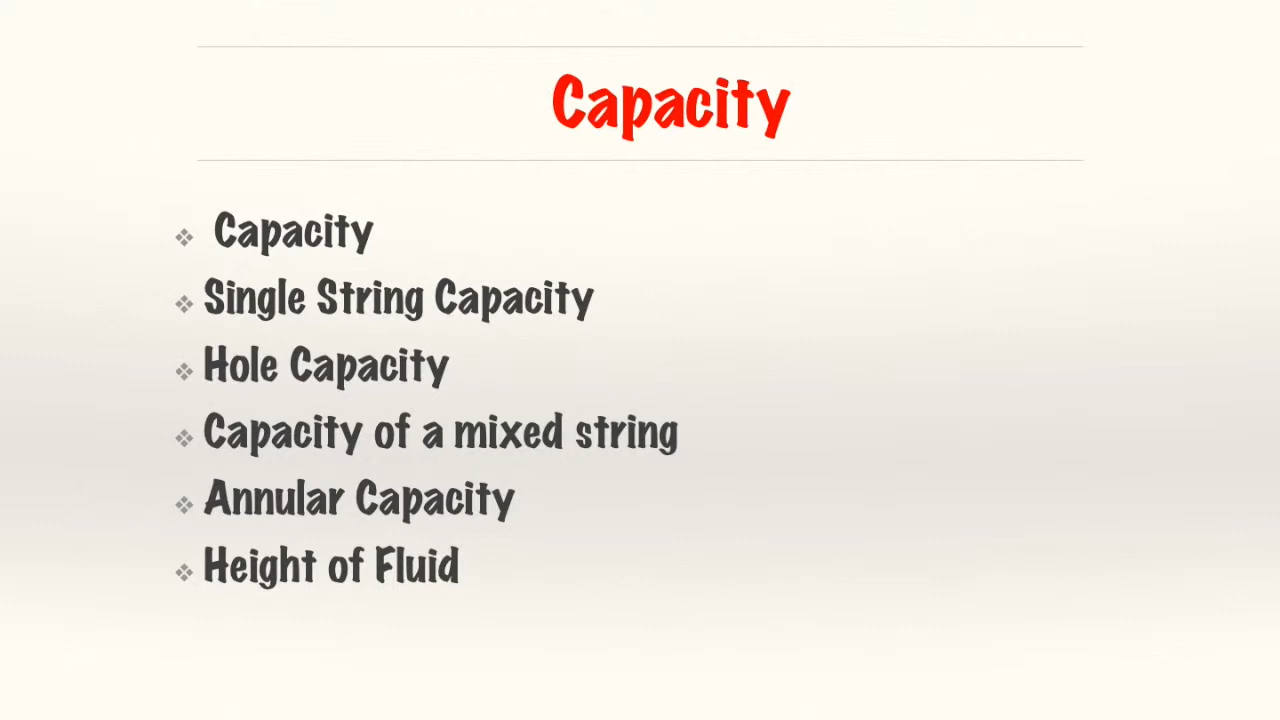 Capacity
❖ Capacity
❖ Single String Capacity
❖ Hole Capacity
❖ Capacity of a mixed string
❖ Annular Capacity
❖ Height of Fluid